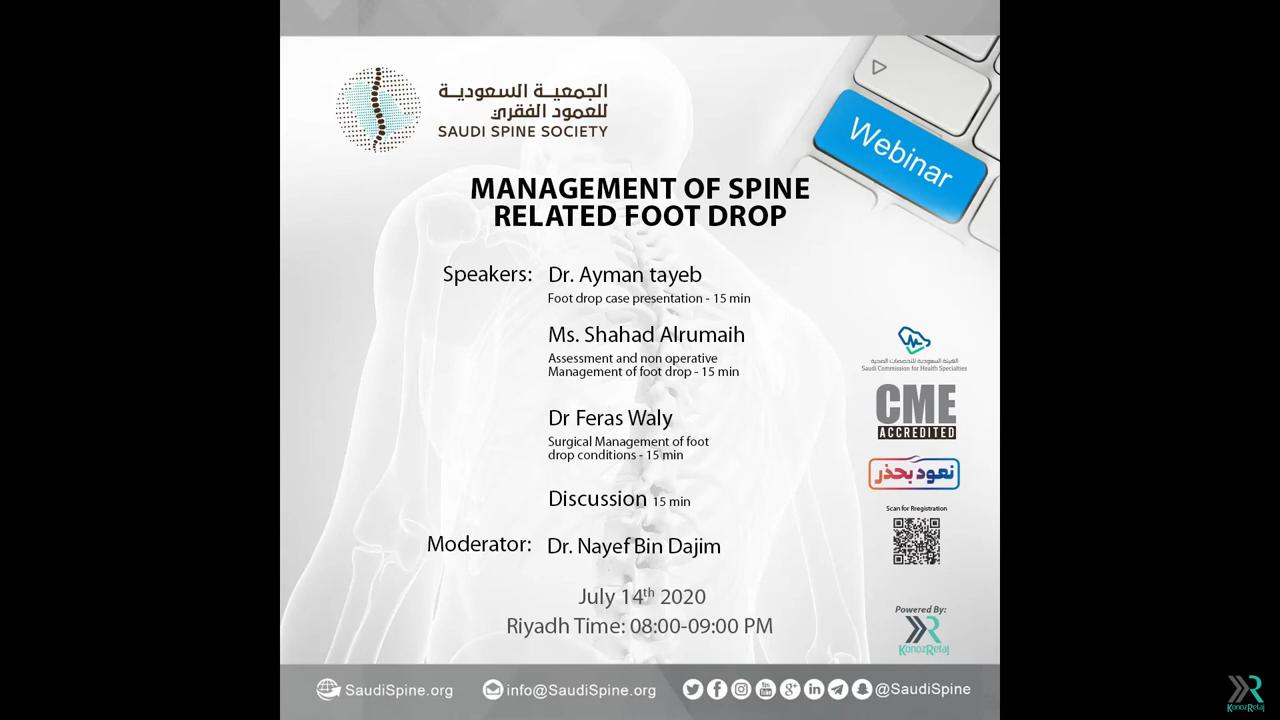 الجمعية السعودية
للعمود الفقري
SAUDI SPINE SOCIETY
Webinar
MANAGEMENT OF SPINE
RELATED FOOT DROP
Speakers: Dr. Ayman tayeb
Foot drop case presentation - 15 min
Ms. Shahad Alrumaih
Assessment and non operative
Management of foot drop - 15 min
Dr Feras Waly
Surgical Management of foot
drop conditions - 15 min
Discussion 15 min
Moderator: Dr. Nayef Bin Dajim
July 14th 2020
Riyadh Time: 08:00-09:00 PM
الهيئة السعودية للتخصصات الصحية
Saudi Commission for Health Specialties
CME
ACCREDITED
نعود بحذر
Scan for Rregistration
Powered By:
KonozRetaj
SaudiSpine.org
info@SaudiSpine.org
@SaudiSpine
KonozRetaj